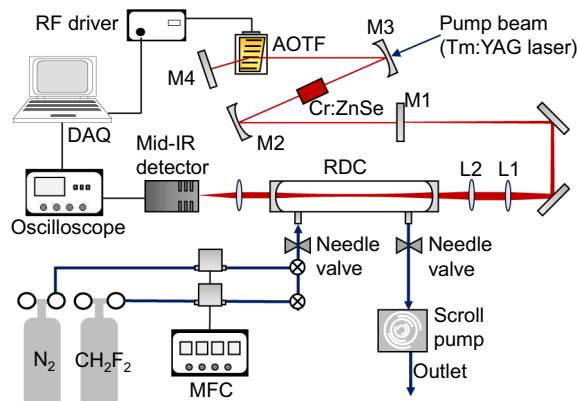 RF driver
AOTF
M3
Pump beam
(Tm:YAG laser)
M4
Cr:ZnSe
M1
M2
DAQ
Mid-IR
detector
RDC
L2
L1
Oscilloscope
Needle
valve
Needle
valve
Scroll
pump
N₂
CH₂F₂
MFC
Outlet